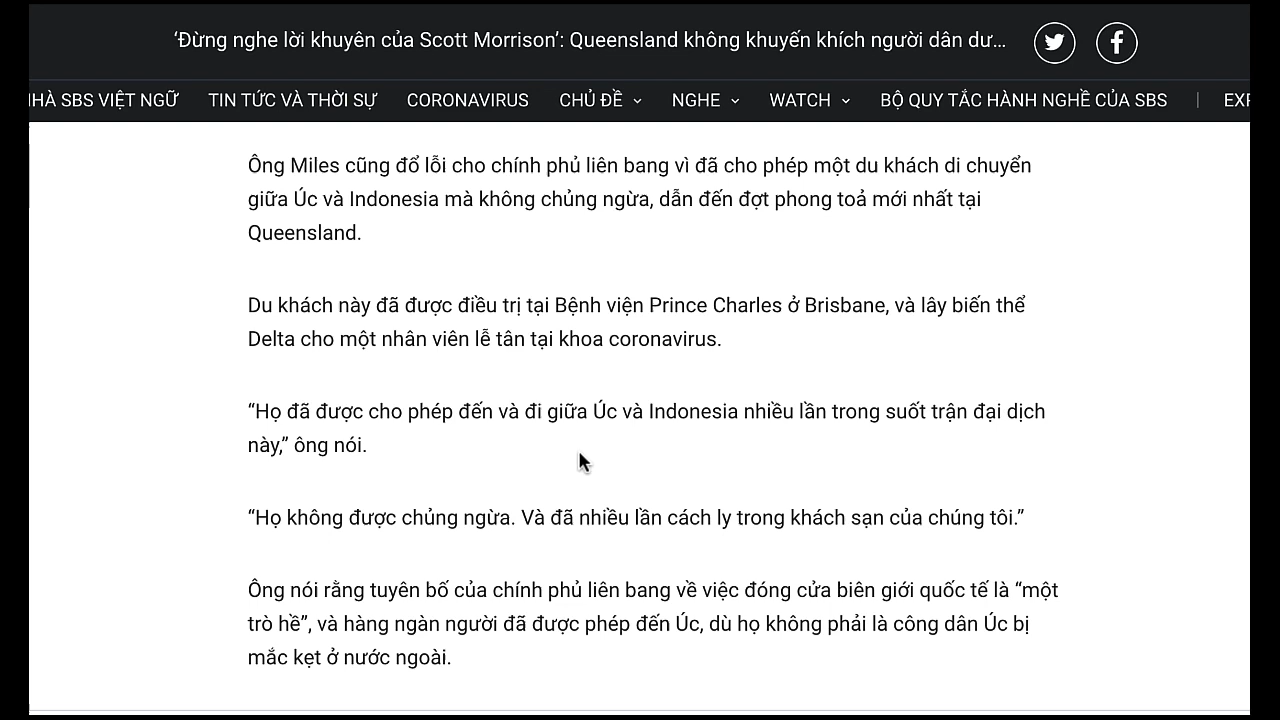 ‘Đừng nghe lời khuyên của Scott Morrison’: Queensland không khuyến khích người dân dư...
NHÀ SBS VIỆT NGỮ TIN TỨC VÀ THỜI SỰ CORONAVIRUS CHỦ ĐỀ NGHE WATCH BỘ QUY TẮC HÀNH NGHỀ CỦA SBS | EXP
Ông Miles cũng đổ lỗi cho chính phủ liên bang vì đã cho phép một du khách di chuyển
giữa Úc và Indonesia mà không chủng ngừa, dẫn đến đợt phong toả mới nhất tại
Queensland.
Du khách này đã được điều trị tại Bệnh viện Prince Charles ở Brisbane, và lây biến thể
Delta cho một nhân viên lễ tân tại khoa coronavirus.
“Họ đã được cho phép đến và đi giữa Úc và Indonesia nhiều lần trong suốt trận đại dịch
này,” ông nói.
“Họ không được chủng ngừa. Và đã nhiều lần cách ly trong khách sạn của chúng tôi.”
Ông nói rằng tuyên bố của chính phủ liên bang về việc đóng cửa biên giới quốc tế là “một
trò hề”, và hàng ngàn người đã được phép đến Úc, dù họ không phải là công dân Úc bị
mắc kẹt ở nước ngoài.